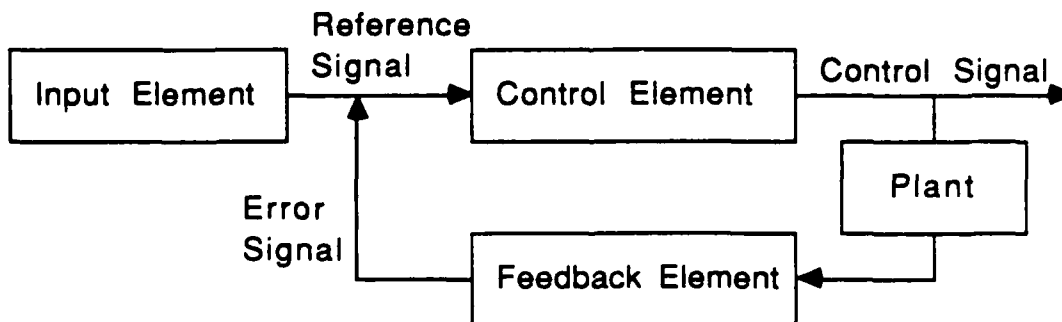 Reference
Signal
Input Element
Control Element
Control Signal
Plant
Error
Signal
Feedback Element